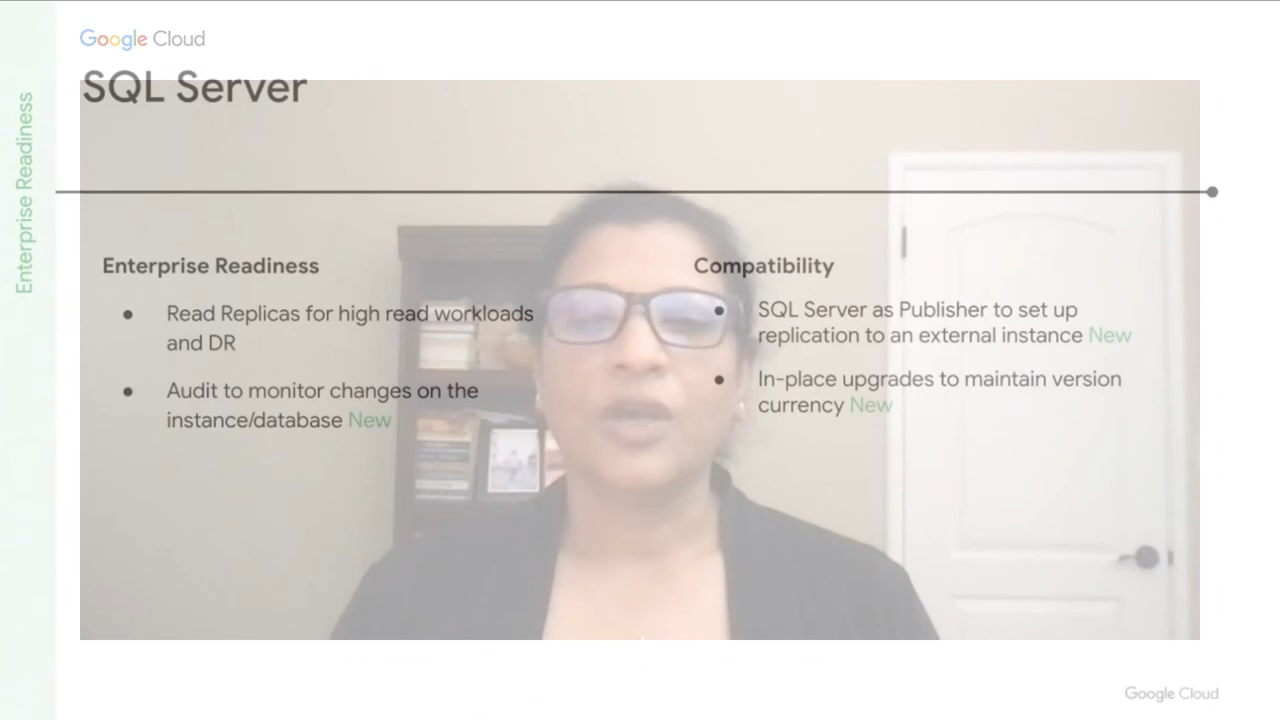 Google Cloud
SQL Server
Enterprise Readiness
Enterprise Readiness
Read Replicas for high read workloads
and DR
Audit to monitor changes on the
instance/database New
Compatibility
SQL Server as Publisher to set up
replication to an external instance New
In-place upgrades to maintain version
currency New
Google Cloud